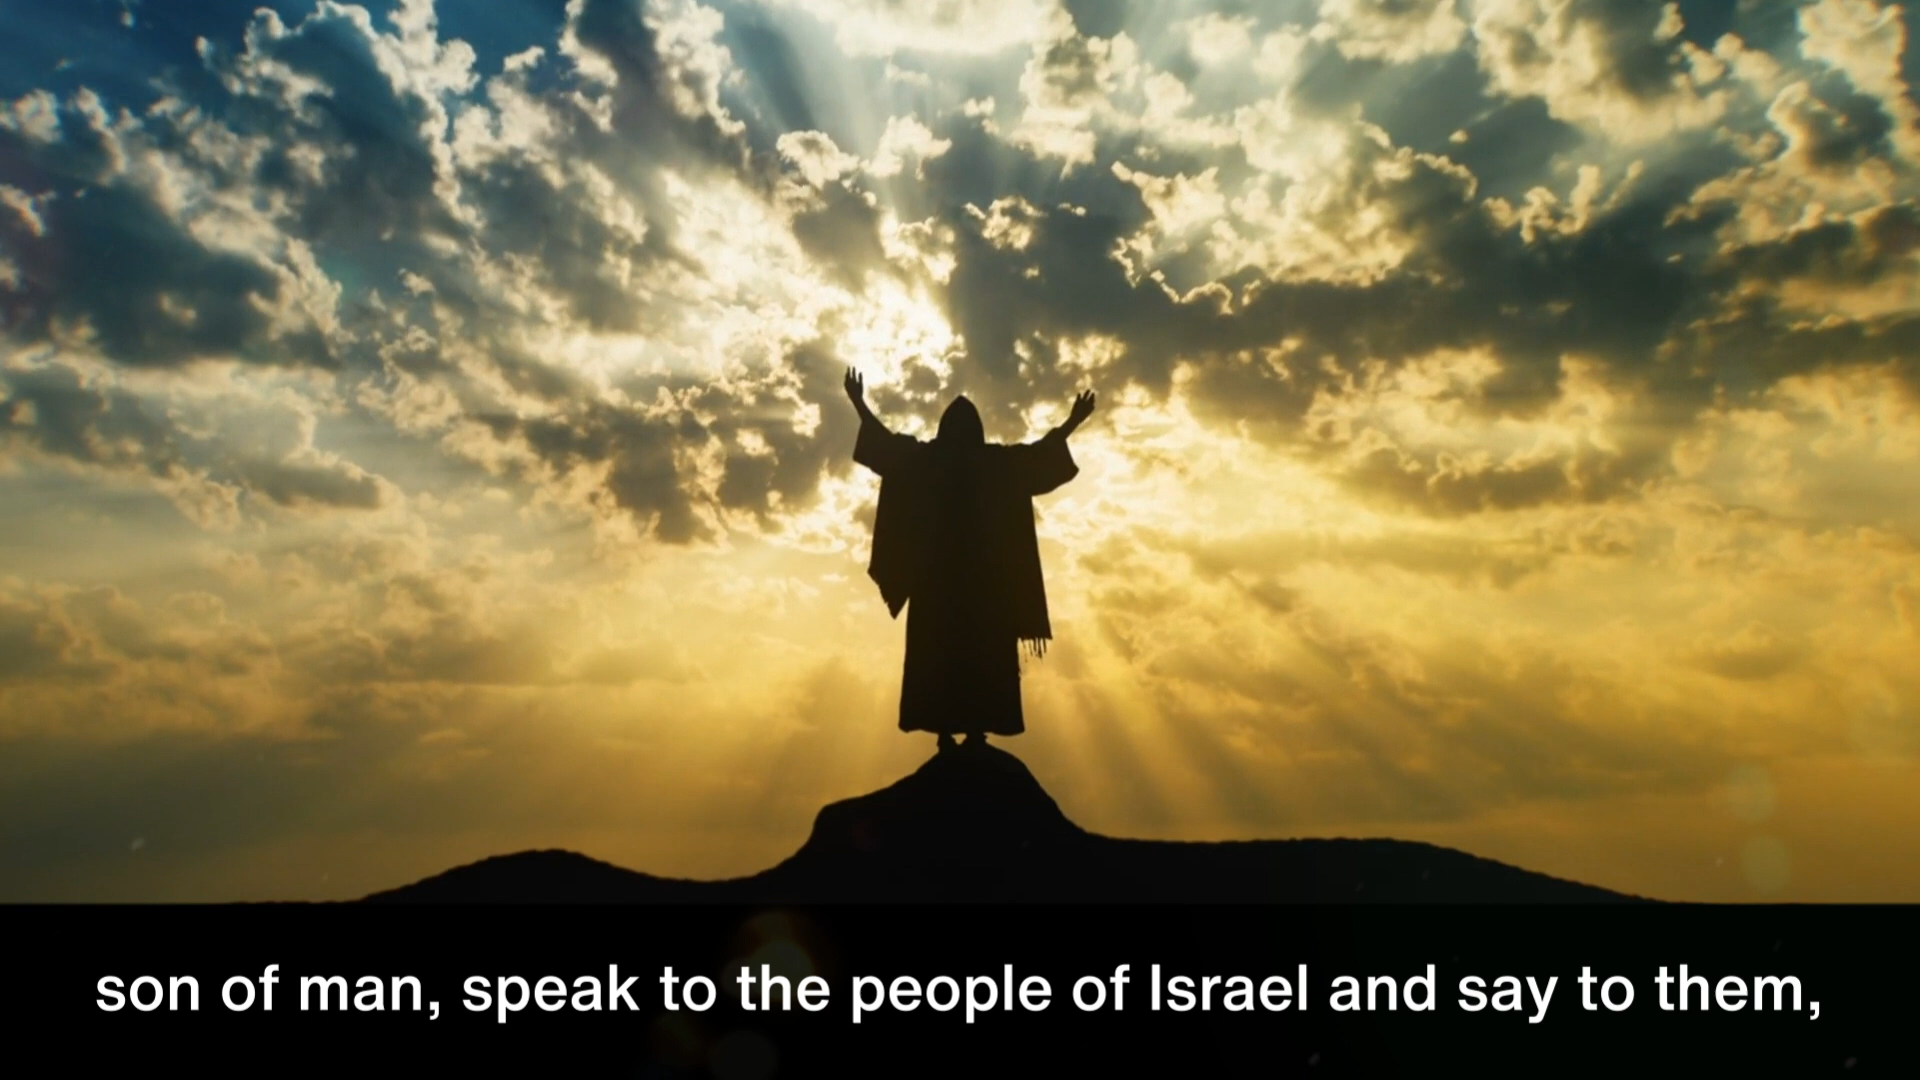 son of man, speak to the people of Israel and say to them,